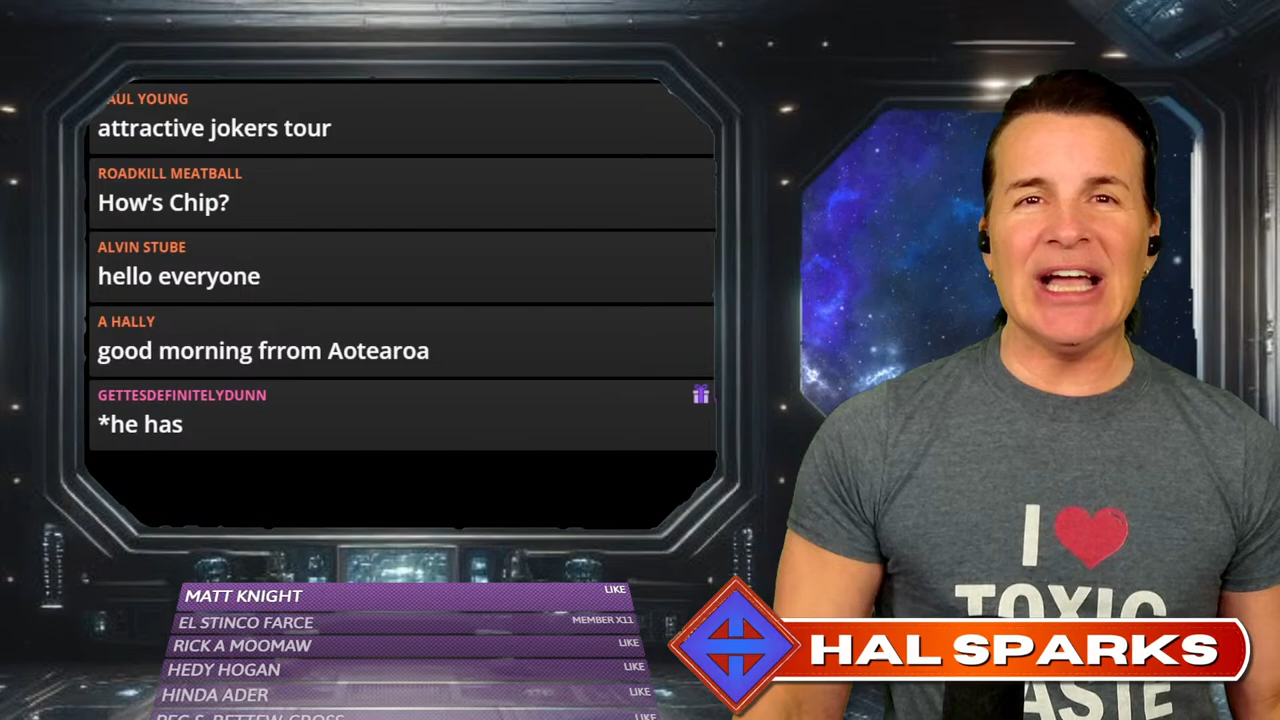 AUL YOUNG
attractive jokers tour
ROADKILL MEATBALL
How's Chip?
ALVIN STUBE
hello everyone
A HALLY
good morning frrom Aotearoa
GETTESDEFINITELYDUNN
*he has
MATT KNIGHT LIKE
EL STINCO FARCE MEMBER X11
RICK A MOOMAW LIKE
HEDY HOGAN LIKE
HINDA ADER LIKE
LIKE
I
TOXIC
ASTE
HAL SPARKS